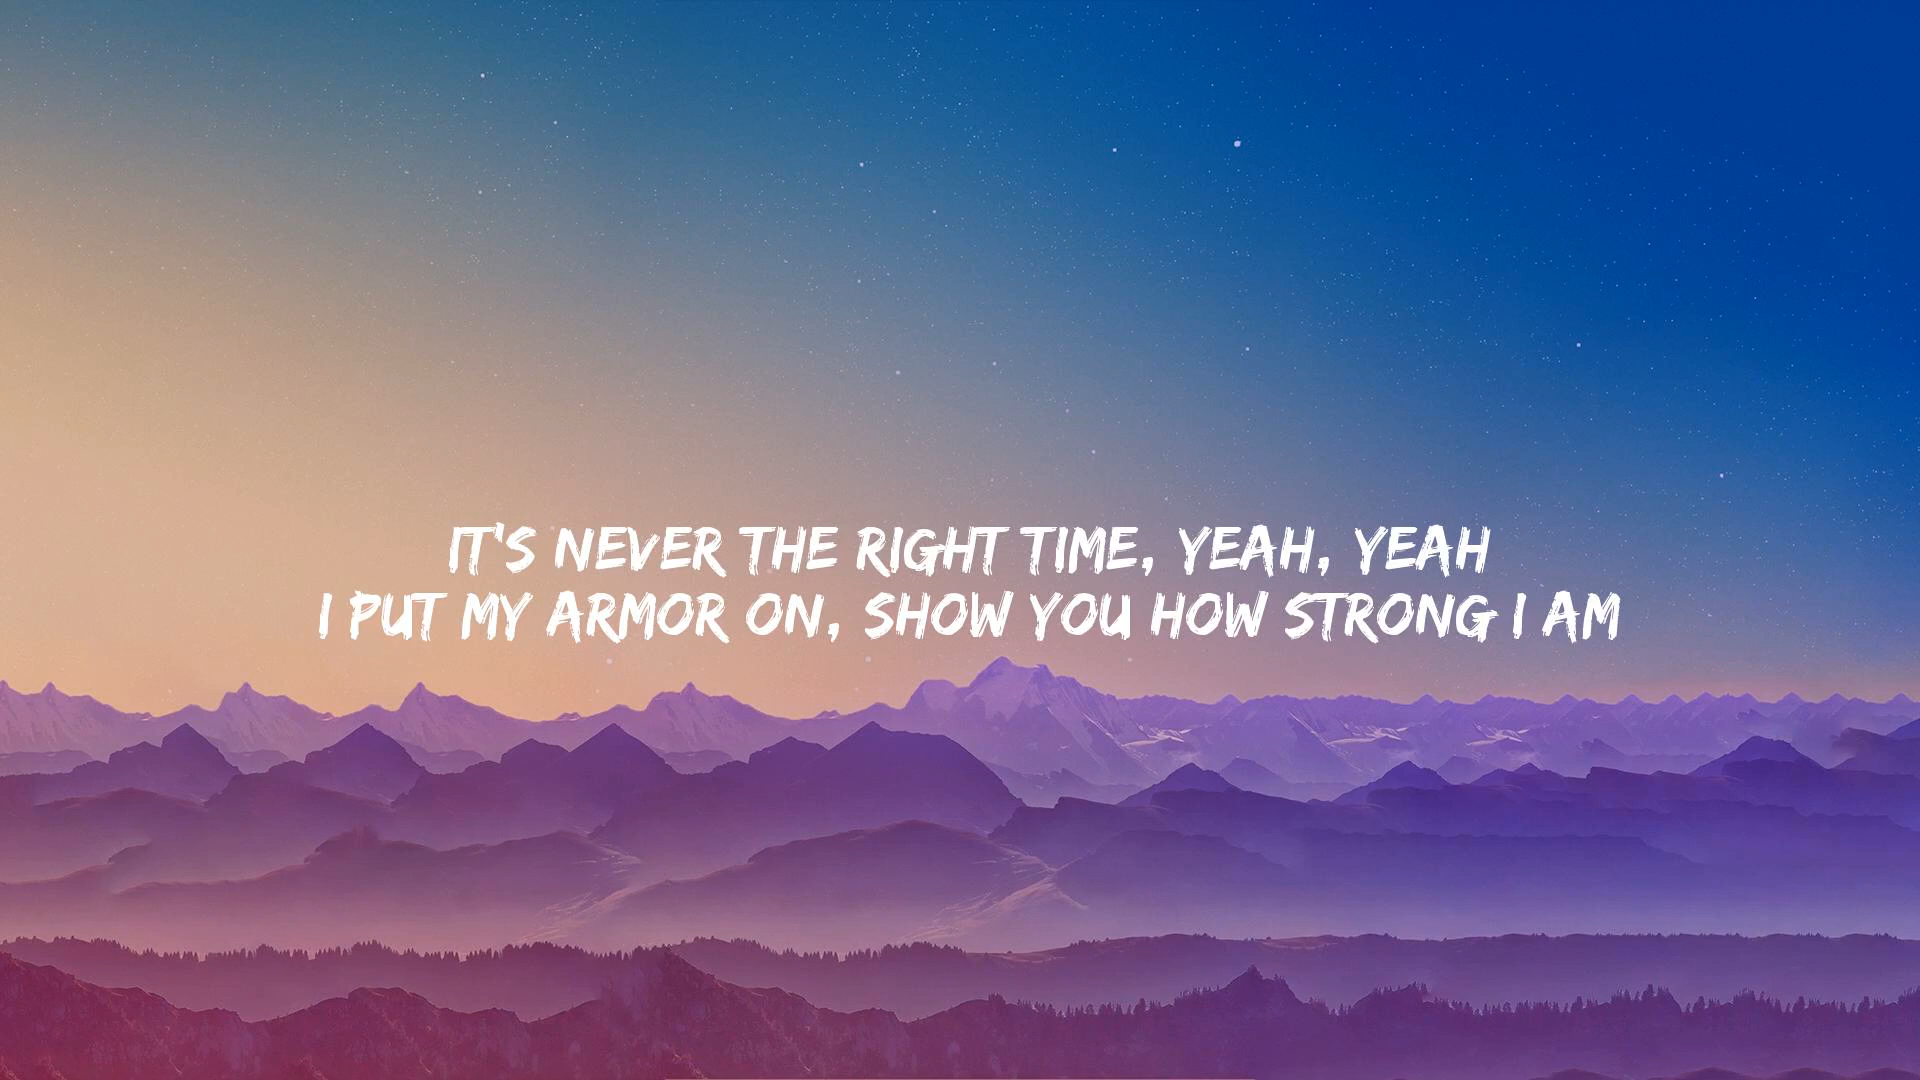 IT'S NEVER THE RIGHT TIME, YEAH, YEAH
I PUT MY ARMOR ON, SHOW YOU HOW STRONG I AM